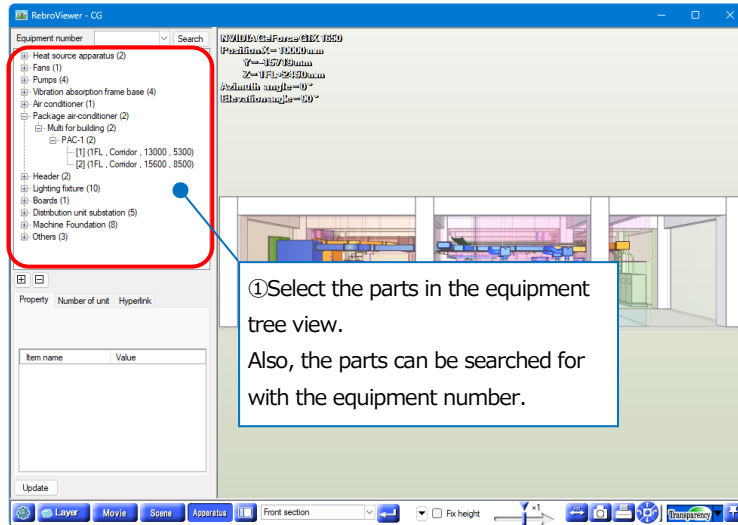 RebroViewer - CG
Equipment number
Search
Heat source apparatus (2)
Fans (1)
Pumps (4)
Vibration absorption frame base (4)
Air conditioner (1)
Package air-conditioner (2)
Multi for building (2)
PAC-1 (2)
[1] (1FL , Corridor , 13000 , 5300)
[2] (1FL , Corridor , 15600 , 8500)
Header (2)
Lighting fixture (10)
Boards (1)
Distribution unit substation (5)
Machine Foundation (8)
Others (3)
Property Number of unit Hyperlink
Item name Value
Update
NVIDIA GeForce GTX 1650
Position X= 10000mm
Y=-15719mm
Z=1FL+2450mm
Azimuth angle=0°
Elevation angle=90°
①Select the parts in the equipment
tree view.
Also, the parts can be searched for
with the equipment number.
Layer Movie Scene Apparatus Front section Fix height ×1 Transparency